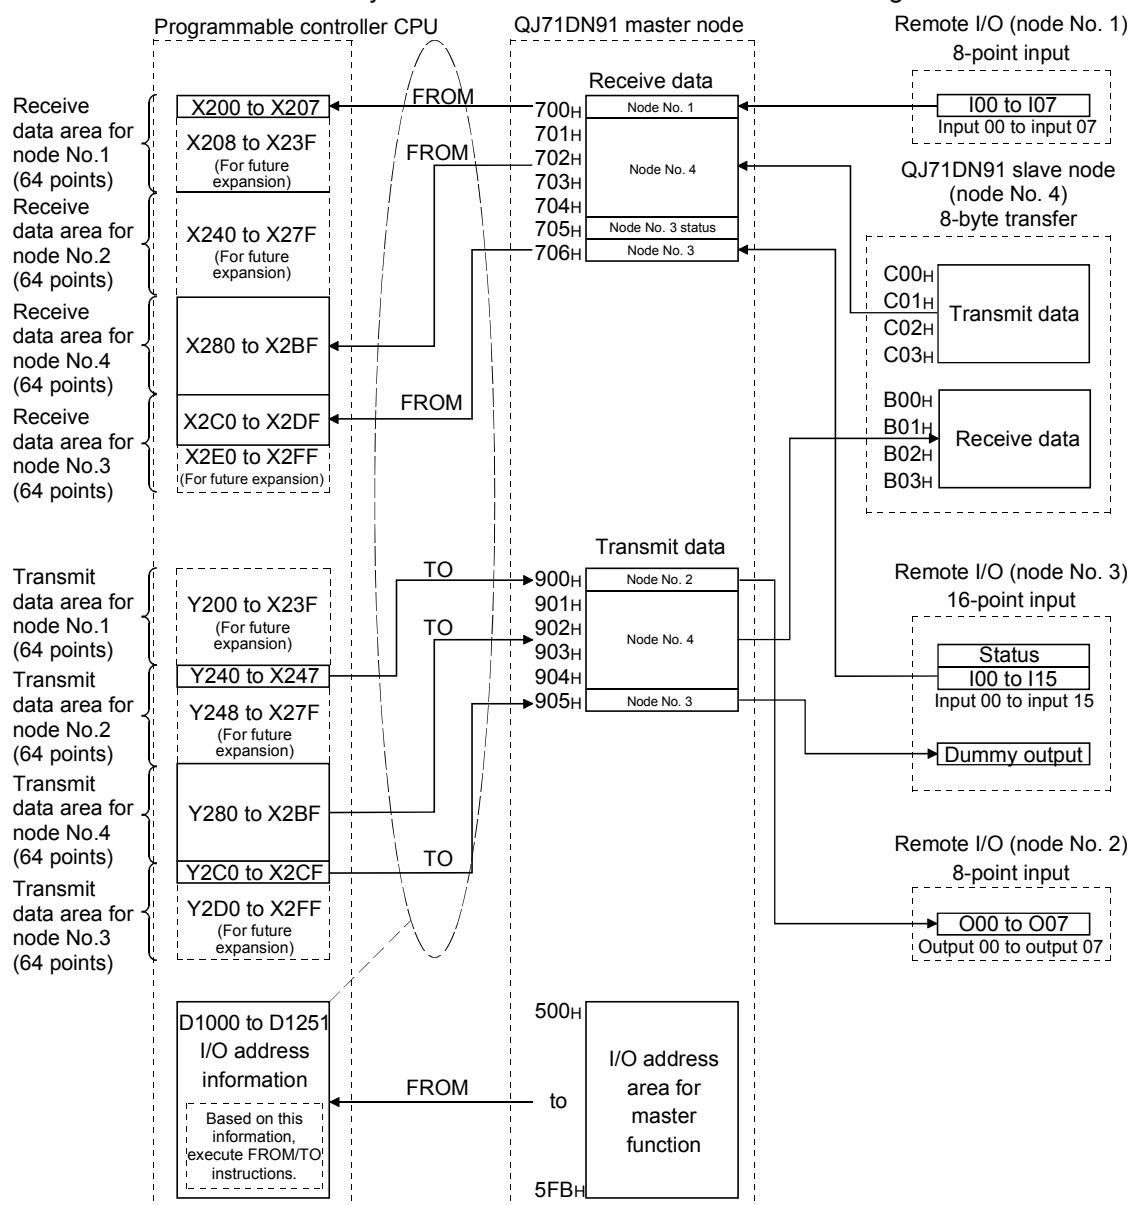 Programmable controller CPU
QJ71DN91 master node
Remote I/O (node No. 1)
8-point input
Receive data
Receive
data area for
node No.1
(64 points)
X200 to X207
X208 to X23F
(For future
expansion)
FROM
FROM
700H
701H
702H
703H
704H
705H
706H
Node No. 1
Node No. 4
Node No. 3 status
Node No. 3
I00 to I07
Input 00 to input 07
QJ71DN91 slave node
(node No. 4)
8-byte transfer
Receive
data area for
node No.2
(64 points)
X240 to X27F
(For future
expansion)
C00H
C01H
C02H
C03H
Transmit data
Receive
data area for
node No.4
(64 points)
X280 to X2BF
B00H
B01H
B02H
B03H
Receive data
Receive
data area for
node No.3
(64 points)
X2C0 to X2DF
X2E0 to X2FF
(For future expansion)
FROM
Transmit data
Transmit
data area for
node No.1
(64 points)
Y200 to X23F
(For future
expansion)
TO
TO
900H
901H
902H
903H
904H
905H
Node No. 2
Node No. 4
Node No. 3
Remote I/O (node No. 3)
16-point input
Status
I00 to I15
Input 00 to input 15
Dummy output
Transmit
data area for
node No.2
(64 points)
Y240 to X247
Y248 to X27F
(For future
expansion)
Transmit
data area for
node No.4
(64 points)
Y280 to X2BF
TO
Transmit
data area for
node No.3
(64 points)
Y2C0 to X2CF
Y2D0 to X2FF
(For future
expansion)
Remote I/O (node No. 2)
8-point input
O00 to O07
Output 00 to output 07
D1000 to D1251
I/O address
information
Based on this
information,
execute FROM/TO
instructions.
FROM
500H
to
5FBH
I/O address
area for
master
function